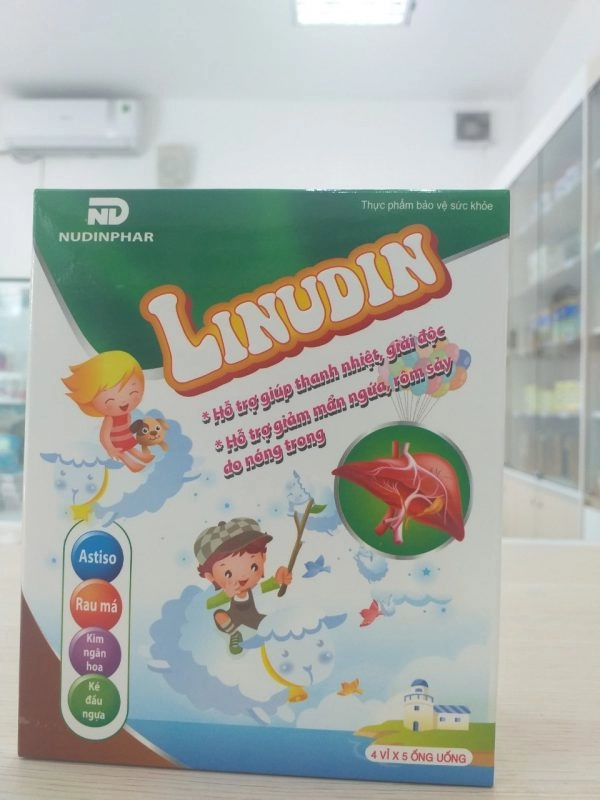 ND
NUDINPHAR
Thực phẩm bảo vệ sức khỏe
LINUDIN
* Hỗ trợ giúp thanh nhiệt, giải độc
* Hỗ trợ giảm mẩn ngứa, rôm sảy
do nóng trong
Astiso
Rau má
Kim
ngân
hoa
Ké
đầu
ngựa
4 VỈ X 5 ỐNG UỐNG